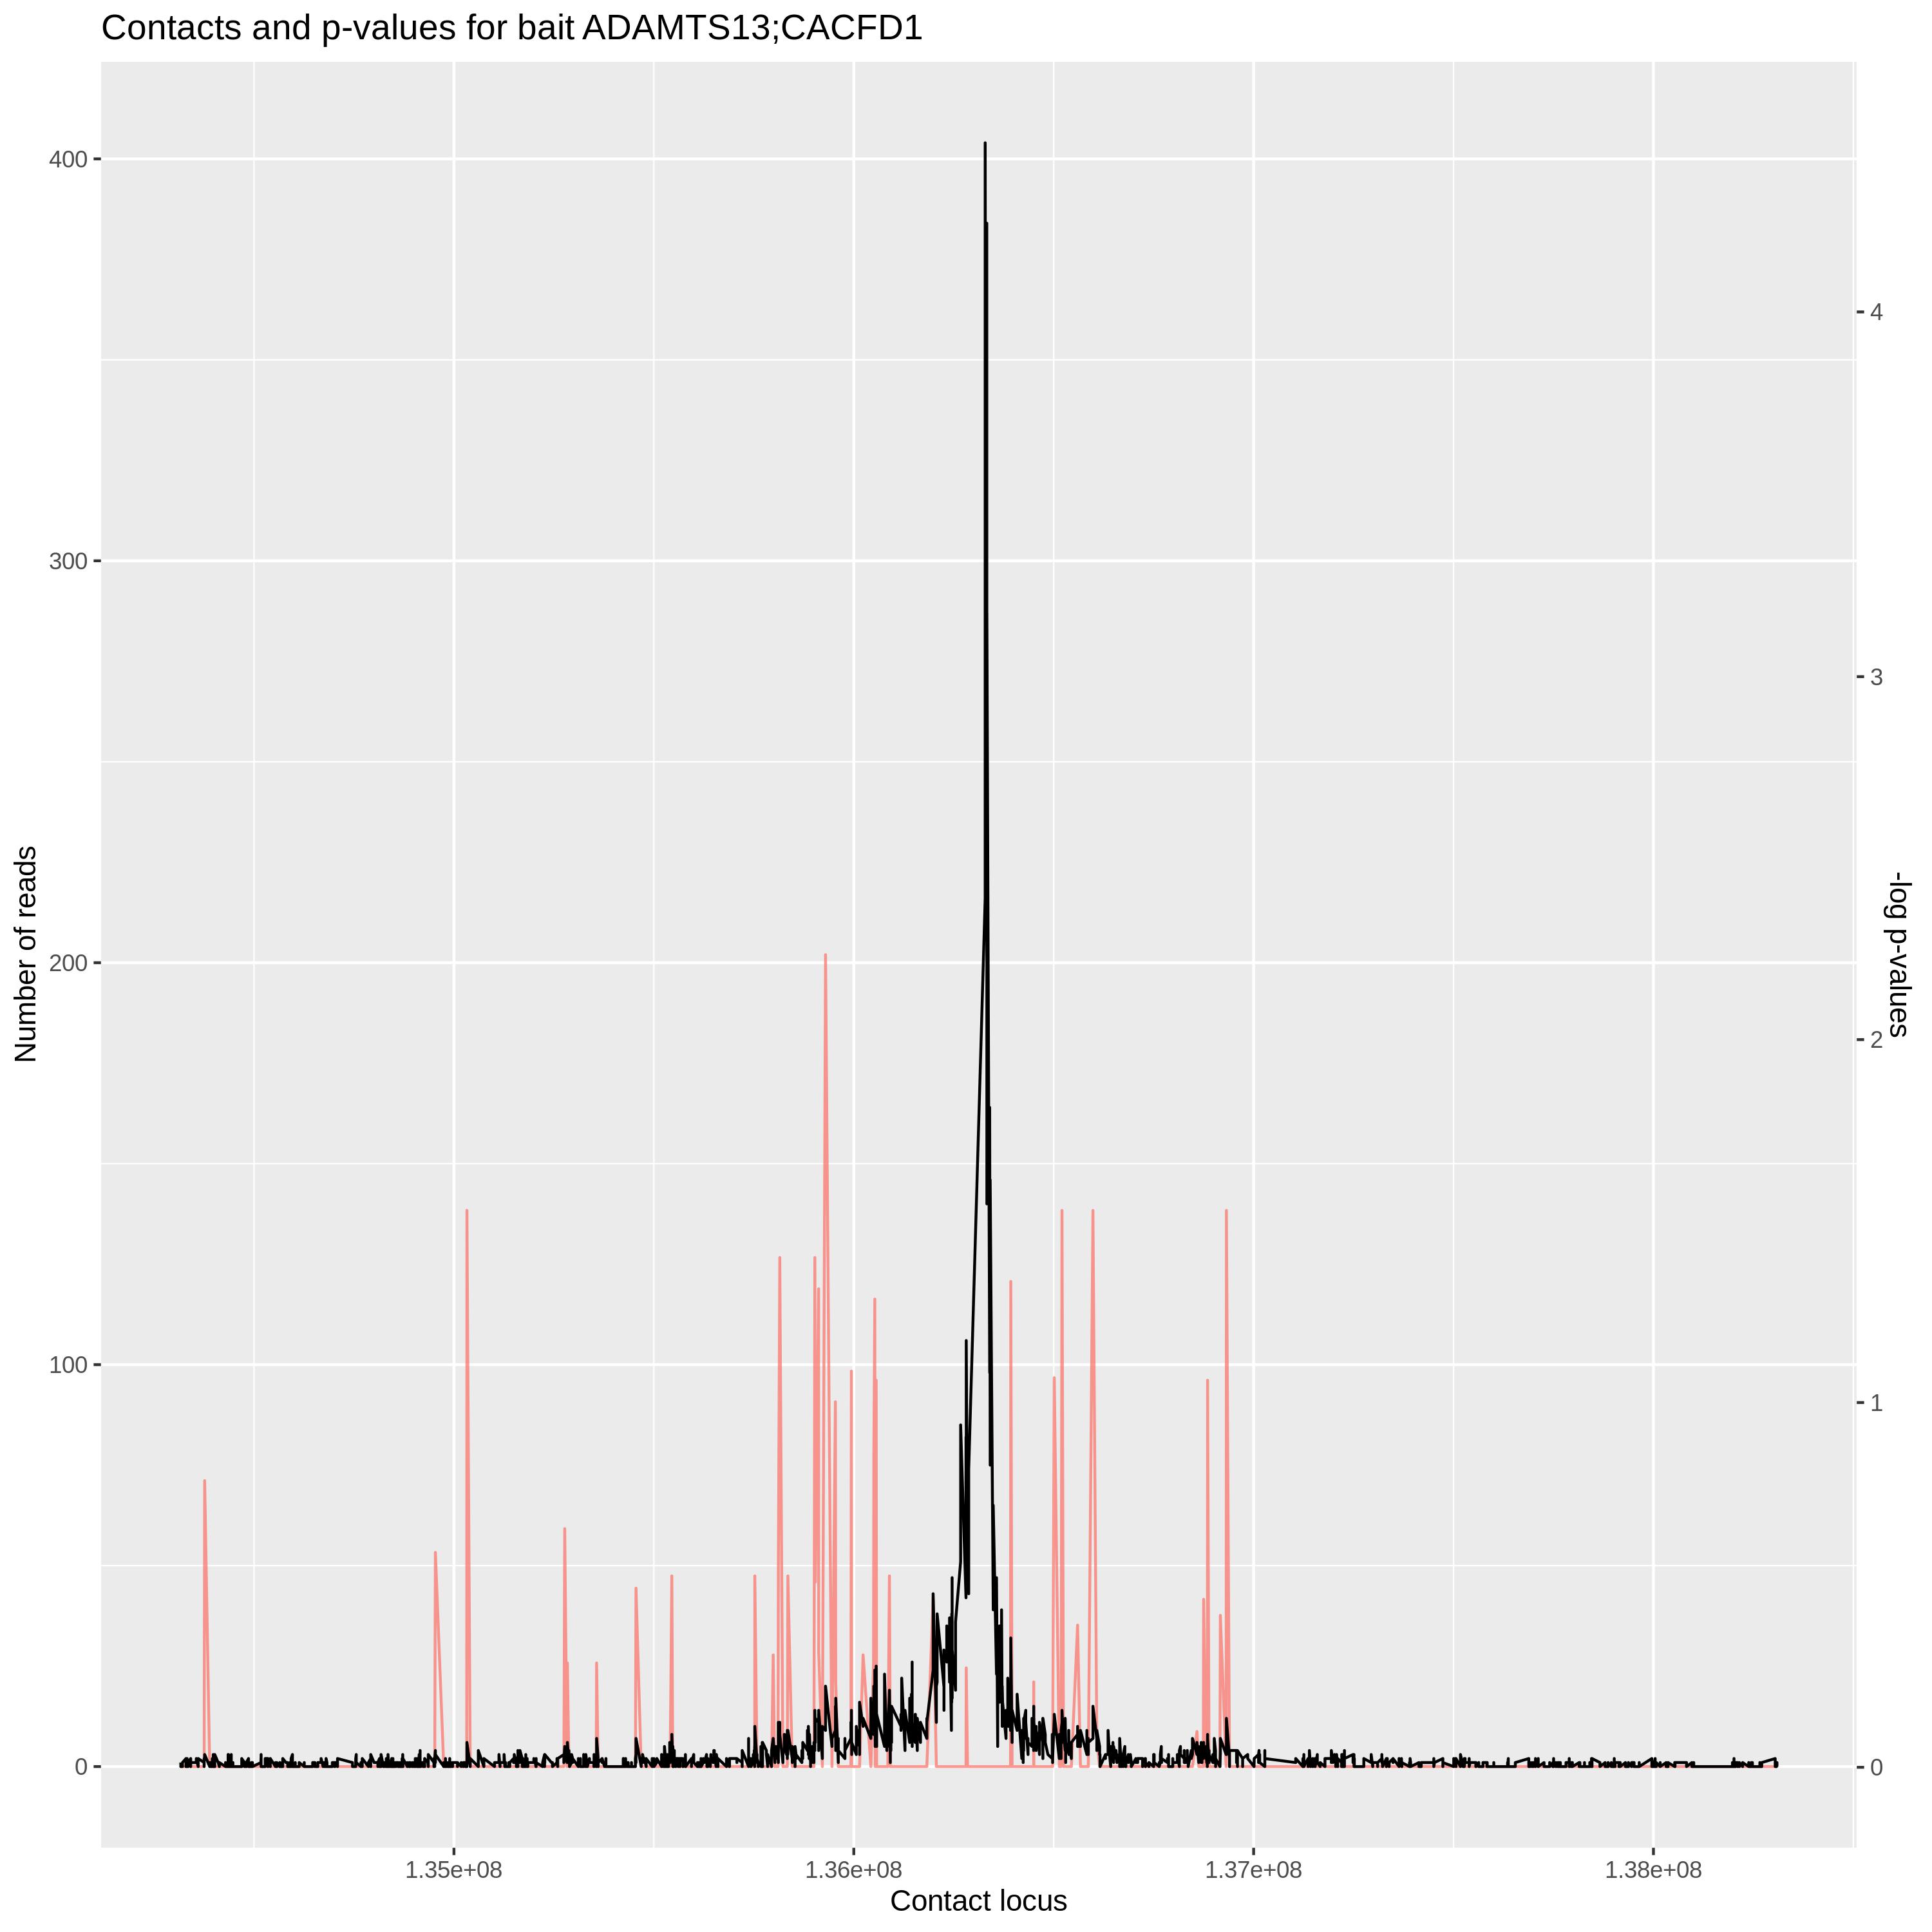 Contacts and p-values for bait ADAMTS13;CACFD1
400
300
200
100
0
Number of reads
4
3
2
1
0
-log p-values
1.35e+08
1.36e+08
1.37e+08
1.38e+08
Contact locus